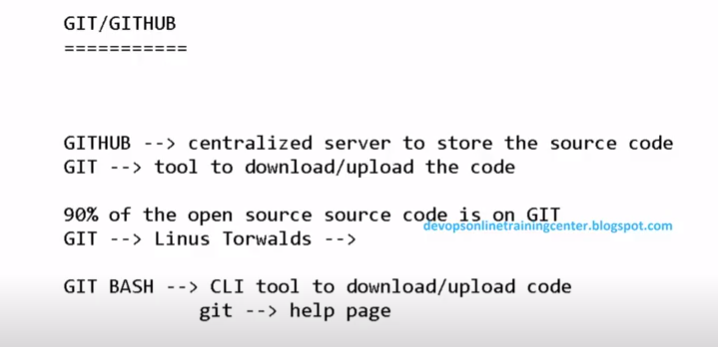 GIT/GITHUB
===========
GITHUB --> centralized server to store the source code
GIT --> tool to download/upload the code
90% of the open source source code is on GIT
devopsonlinetrainingcenter.blogspot.com
GIT --> Linus Torwalds -->
GIT BASH --> CLI tool to download/upload code
git --> help page